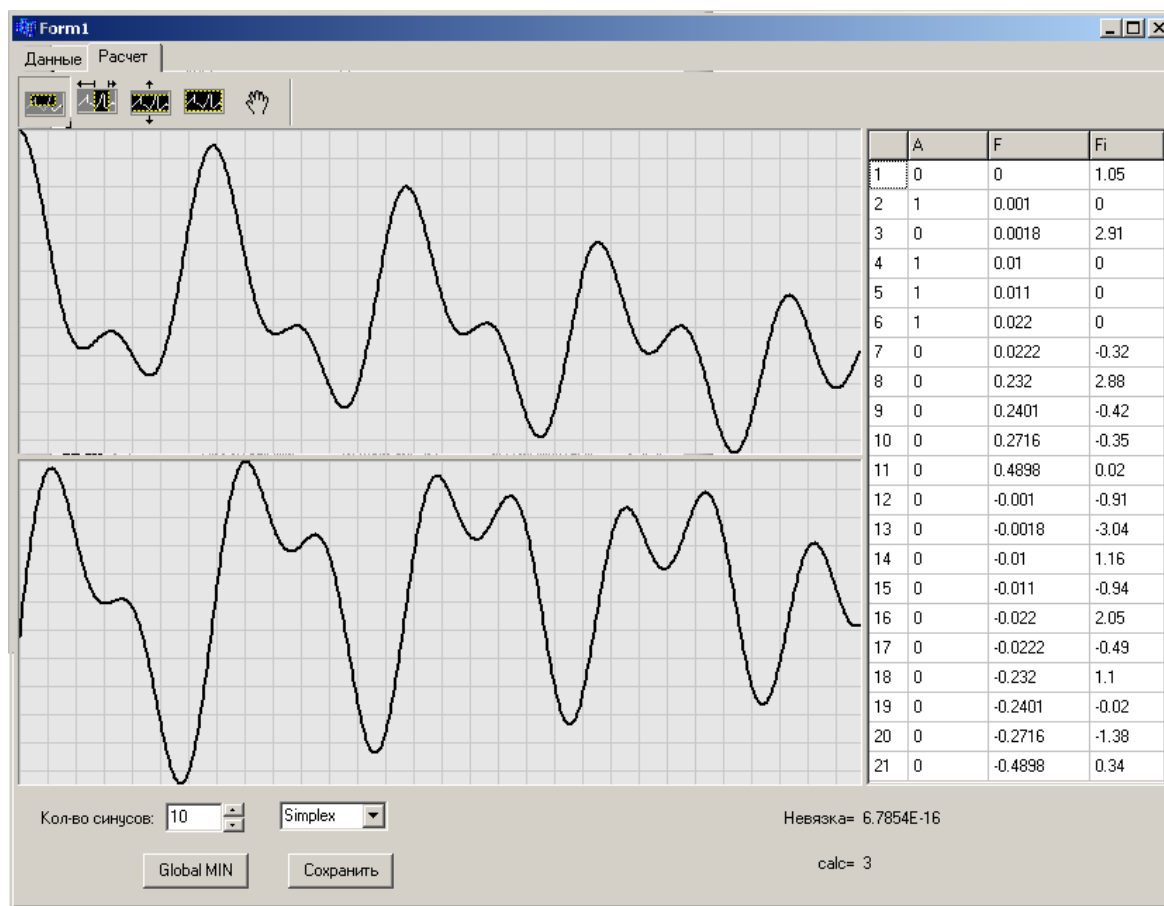 Form1
Данные Расчет
A F Fi
1 0 0 1.05
2 1 0.001 0
3 0 0.0018 2.91
4 1 0.01 0
5 1 0.011 0
6 1 0.022 0
7 0 0.0222 -0.32
8 0 0.232 2.88
9 0 0.2401 -0.42
10 0 0.2716 -0.35
11 0 0.4898 0.02
12 0 -0.001 -0.91
13 0 -0.0018 -3.04
14 0 -0.01 1.16
15 0 -0.011 -0.94
16 0 -0.022 2.05
17 0 -0.0222 -0.49
18 0 -0.232 1.1
19 0 -0.2401 -0.02
20 0 -0.2716 -1.38
21 0 -0.4898 0.34
Кол-во синусов: 10 Simplex Невязка= 6.7854E-16
Global MIN Сохранить calc= 3